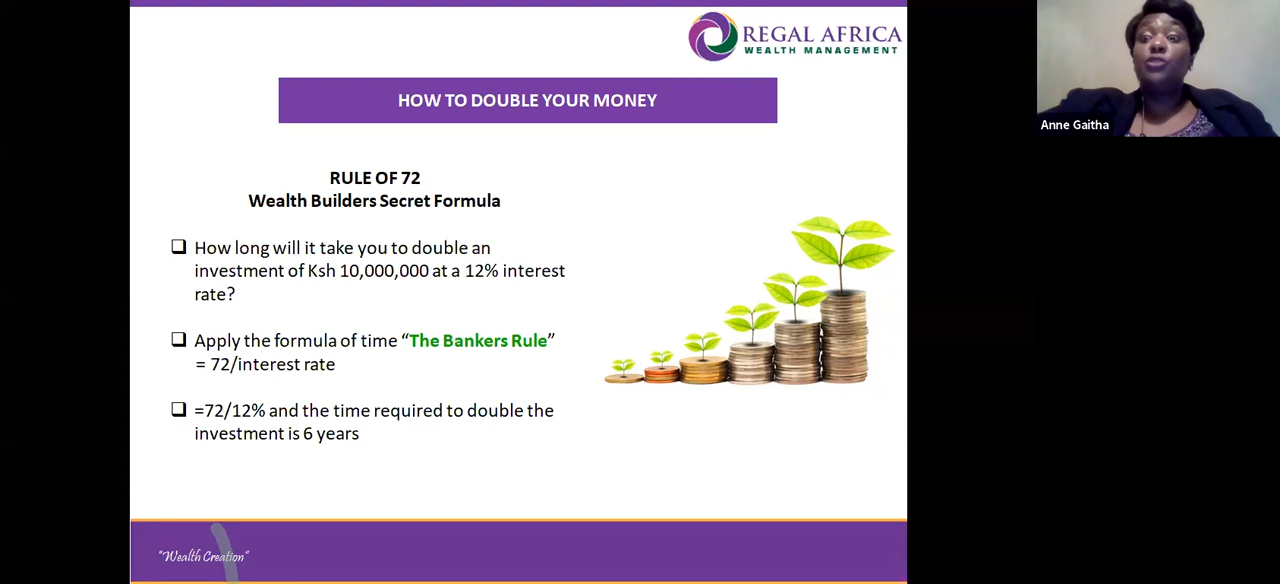 REGAL AFRICA
WEALTH MANAGEMENT
HOW TO DOUBLE YOUR MONEY
Anne Gaitha
RULE OF 72
Wealth Builders Secret Formula
❑ How long will it take you to double an
investment of Ksh 10,000,000 at a 12% interest
rate?
❑ Apply the formula of time “The Bankers Rule”
= 72/interest rate
❑ =72/12% and the time required to double the
investment is 6 years
“Wealth Creation”